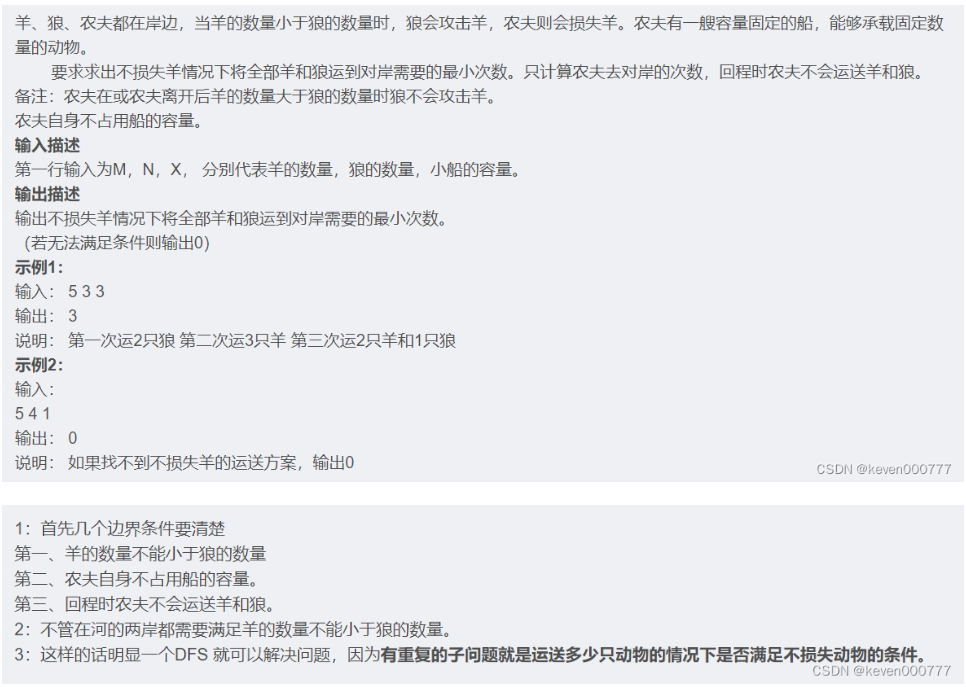 羊、狼、农夫都在岸边，当羊的数量小于狼的数量时，狼会攻击羊，农夫则会损失羊。农夫有一艘容量固定的船，能够承载固定数
量的动物。
要求求出不损失羊情况下将全部羊和狼运到对岸需要的最小次数。只计算农夫去对岸的次数，回程时农夫不会运送羊和狼。
备注：农夫在或农夫离开后羊的数量大于狼的数量时狼不会攻击羊。
农夫自身不占用船的容量。
输入描述
第一行输入为M，N，X， 分别代表羊的数量，狼的数量，小船的容量。
输出描述
输出不损失羊情况下将全部羊和狼运到对岸需要的最小次数。
（若无法满足条件则输出0）
示例1：
输入： 5 3 3
输出： 3
说明： 第一次运2只狼 第二次运3只羊 第三次运2只羊和1只狼
示例2：
输入：
5 4 1
输出： 0
说明： 如果找不到不损失羊的运送方案，输出0
CSDN @keven000777
1：首先几个边界条件要清楚
第一、羊的数量不能小于狼的数量
第二、农夫自身不占用船的容量。
第三、回程时农夫不会运送羊和狼。
2：不管在河的两岸都需要满足羊的数量不能小于狼的数量。
3：这样的话明显一个DFS 就可以解决问题，因为有重复的子问题就是运送多少只动物的情况下是否满足不损失动物的条件。
CSDN @keven000777